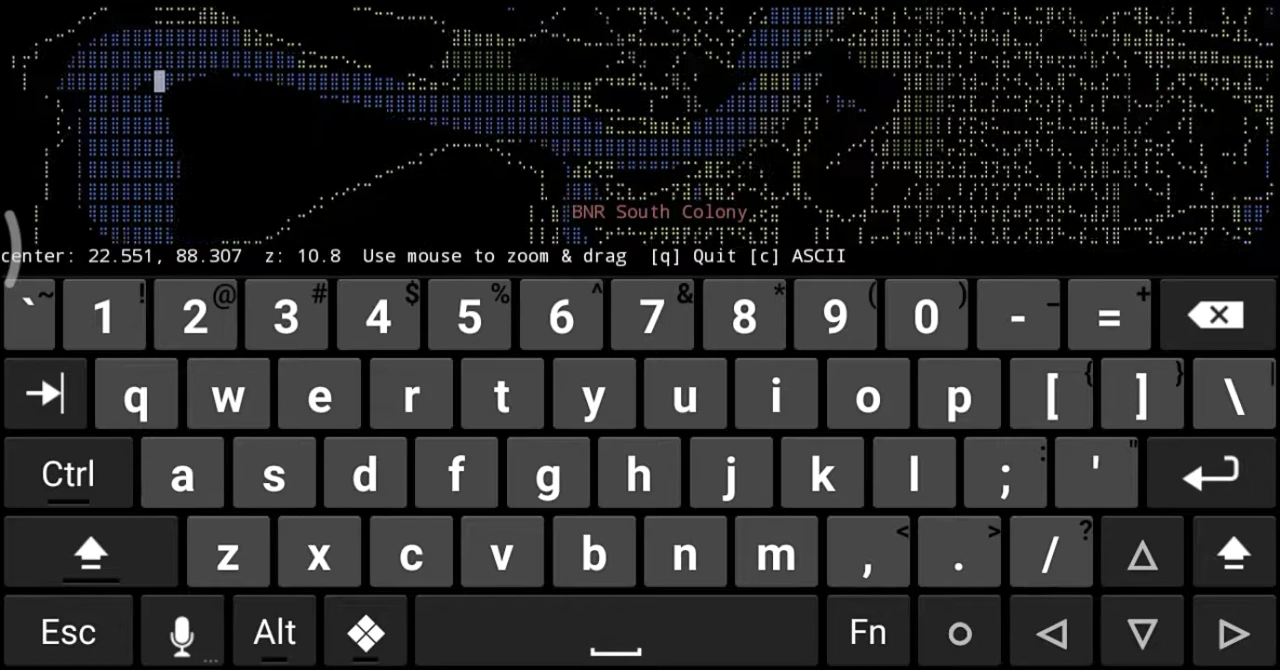 BNR South Colony
center: 22.551, 88.307  z: 10.8  Use mouse to zoom & drag  [q] Quit [c] ASCII
` ~ 1 ! 2 @ 3 # 4 $ 5 % 6 ^ 7 & 8 * 9 ( 0 ) - _ = +
q w e r t y u i o p [ { ] } \ |
Ctrl a s d f g h j k l ; : ' "
z x c v b n m , < . > / ?
Esc Alt Fn